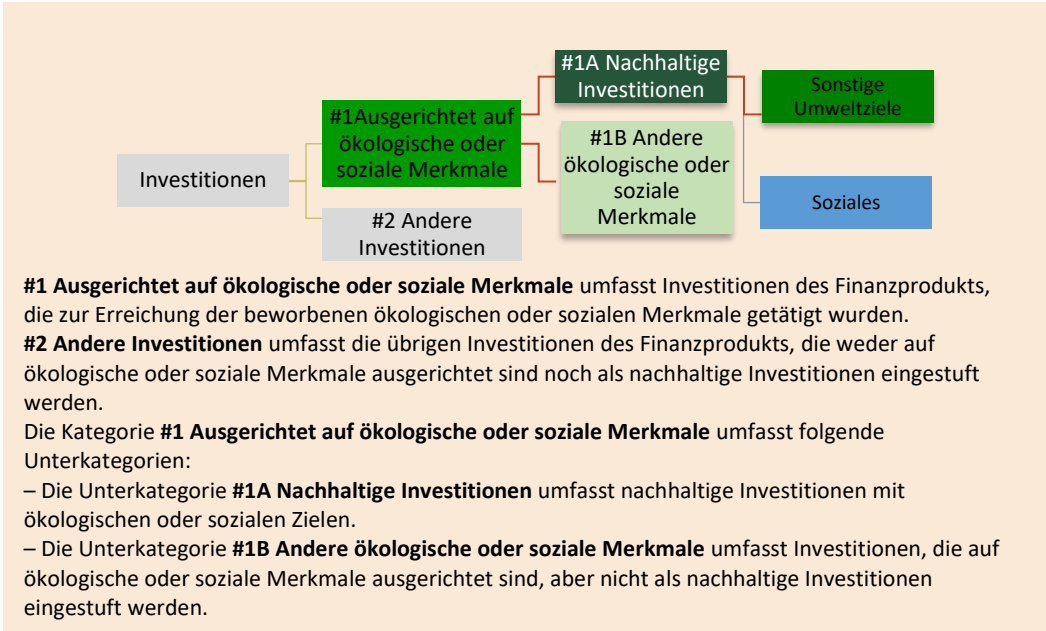 #1A Nachhaltige
Investitionen
Sonstige
Umweltziele
#1Ausgerichtet auf
ökologische oder
soziale Merkmale
#1B Andere
ökologische oder
soziale
Merkmale
Investitionen
Soziales
#2 Andere
Investitionen
#1 Ausgerichtet auf ökologische oder soziale Merkmale umfasst Investitionen des Finanzprodukts,
die zur Erreichung der beworbenen ökologischen oder sozialen Merkmale getätigt wurden.
#2 Andere Investitionen umfasst die übrigen Investitionen des Finanzprodukts, die weder auf
ökologische oder soziale Merkmale ausgerichtet sind noch als nachhaltige Investitionen eingestuft
werden.
Die Kategorie #1 Ausgerichtet auf ökologische oder soziale Merkmale umfasst folgende
Unterkategorien:
– Die Unterkategorie #1A Nachhaltige Investitionen umfasst nachhaltige Investitionen mit
ökologischen oder sozialen Zielen.
– Die Unterkategorie #1B Andere ökologische oder soziale Merkmale umfasst Investitionen, die auf
ökologische oder soziale Merkmale ausgerichtet sind, aber nicht als nachhaltige Investitionen
eingestuft werden.